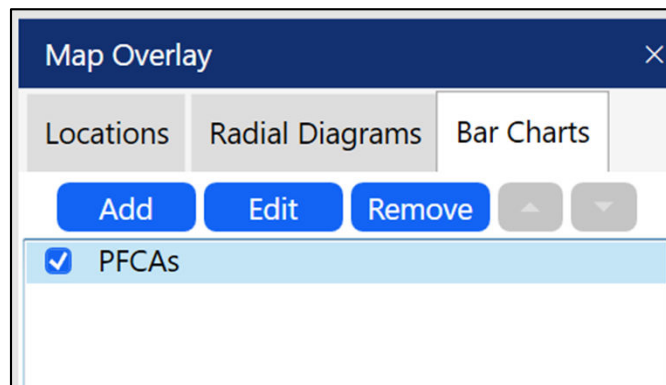 Map Overlay
Locations Radial Diagrams Bar Charts
Add Edit Remove
PFCAs